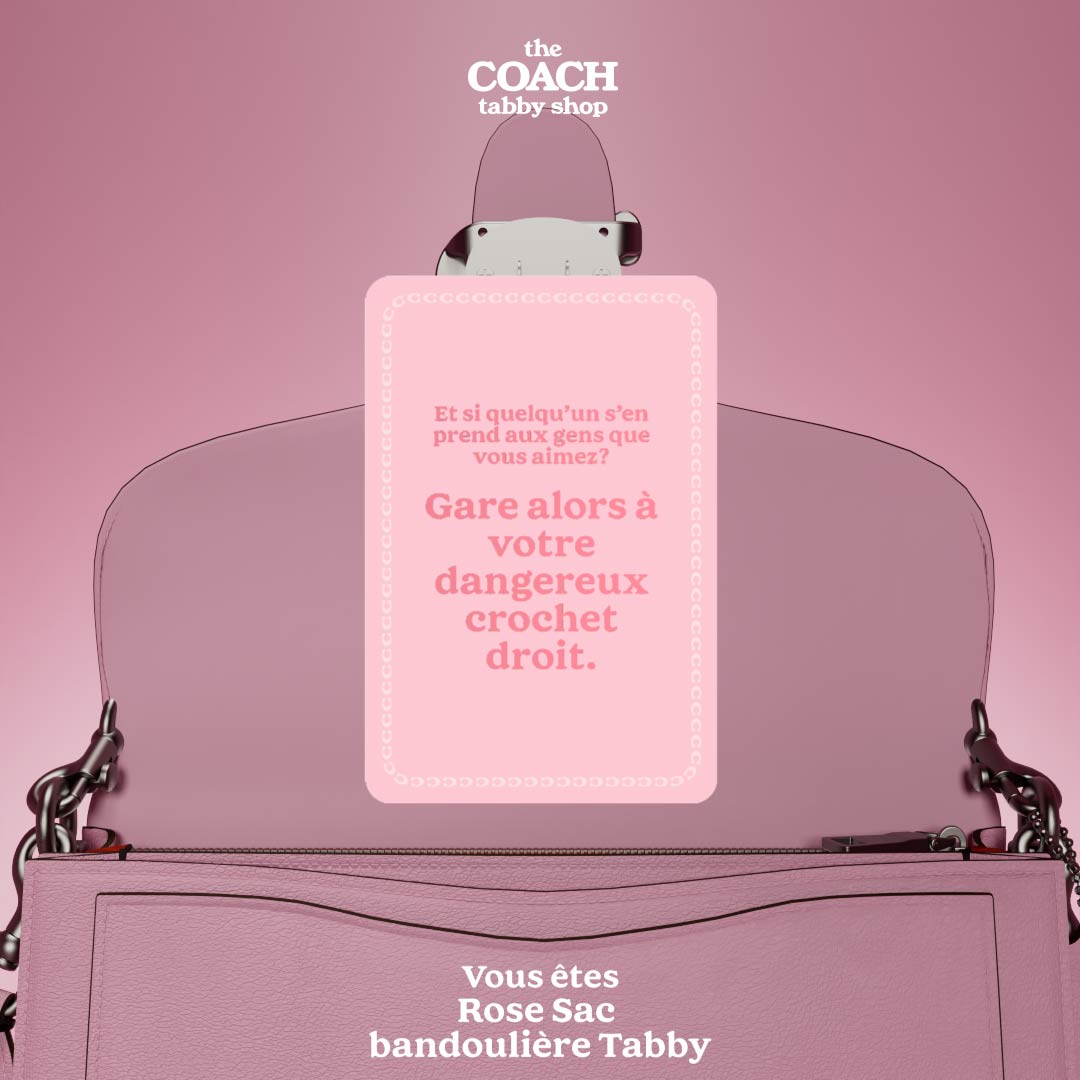 the
COACH
tabby shop
Et si quelqu’un s’en
prend aux gens que
vous aimez?
Gare alors à
votre
dangereux
crochet
droit.
Vous êtes
Rose Sac
bandoulière Tabby